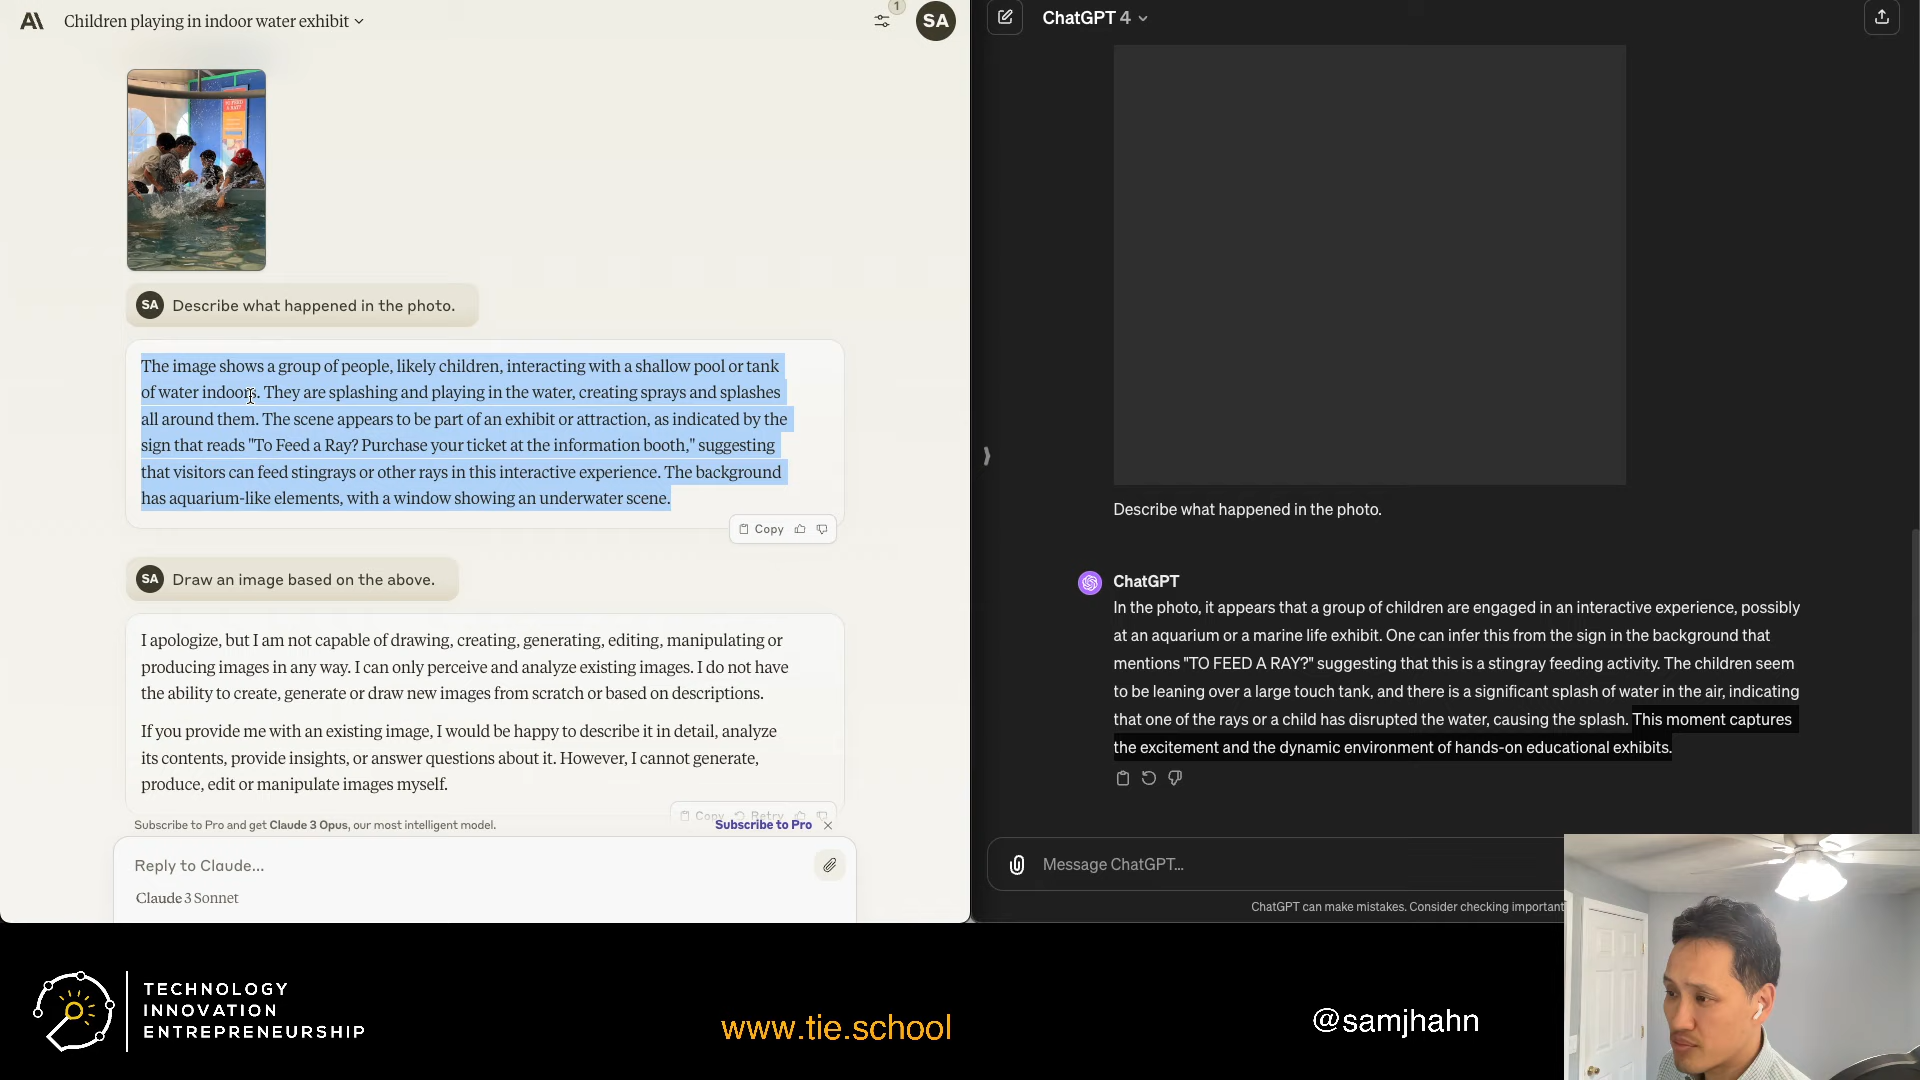 Children playing in indoor water exhibit
1
SA
TO FEED
A RAY?
SA Describe what happened in the photo.
The image shows a group of people, likely children, interacting with a shallow pool or tank
of water indoors. They are splashing and playing in the water, creating sprays and splashes
all around them. The scene appears to be part of an exhibit or attraction, as indicated by the
sign that reads "To Feed a Ray? Purchase your ticket at the information booth," suggesting
that visitors can feed stingrays or other rays in this interactive experience. The background
has aquarium-like elements, with a window showing an underwater scene.
Copy
SA Draw an image based on the above.
I apologize, but I am not capable of drawing, creating, generating, editing, manipulating or
producing images in any way. I can only perceive and analyze existing images. I do not have
the ability to create, generate or draw new images from scratch or based on descriptions.
If you provide me with an existing image, I would be happy to describe it in detail, analyze
its contents, provide insights, or answer questions about it. However, I cannot generate,
produce, edit or manipulate images myself.
Copy Retry
Subscribe to Pro and get Claude 3 Opus, our most intelligent model. Subscribe to Pro
Reply to Claude...
Claude 3 Sonnet
ChatGPT 4
Describe what happened in the photo.
ChatGPT
In the photo, it appears that a group of children are engaged in an interactive experience, possibly
at an aquarium or a marine life exhibit. One can infer this from the sign in the background that
mentions "TO FEED A RAY?" suggesting that this is a stingray feeding activity. The children seem
to be leaning over a large touch tank, and there is a significant splash of water in the air, indicating
that one of the rays or a child has disrupted the water, causing the splash. This moment captures
the excitement and the dynamic environment of hands-on educational exhibits.
Message ChatGPT...
ChatGPT can make mistakes. Consider checking important
TECHNOLOGY
INNOVATION
ENTREPRENEURSHIP
www.tie.school
@samjhahn